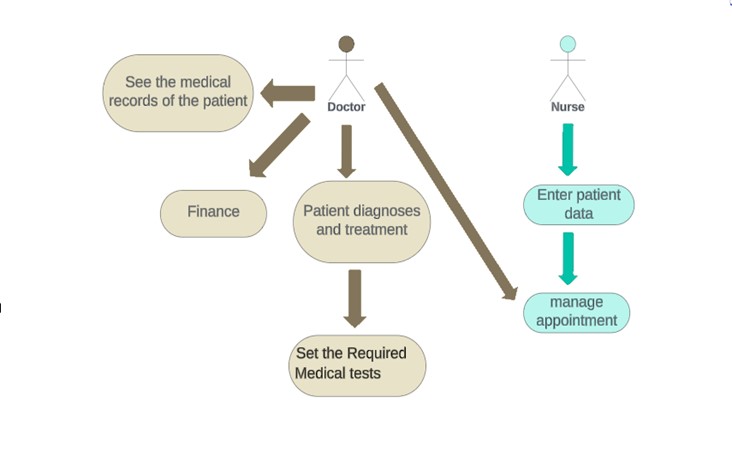 See the medical
records of the patient
Doctor
Nurse
Finance
Patient diagnoses
and treatment
Enter patient
data
manage
appointment
Set the Required
Medical tests